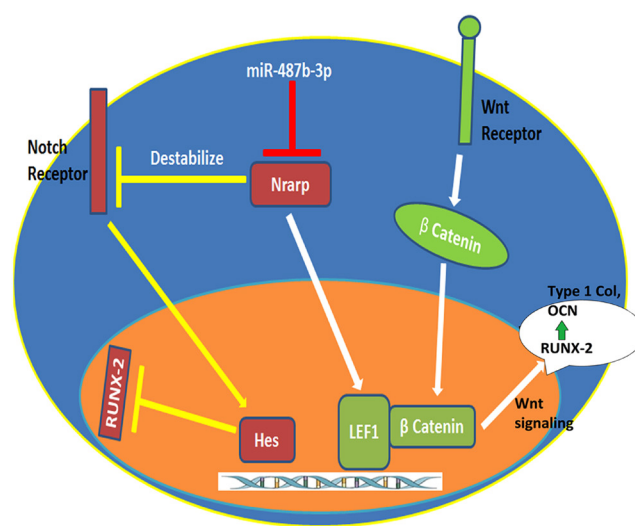 miR-487b-3p
Wnt
Receptor
Notch
Receptor
Destabilize
Nrarp
β Catenin
Type 1 Col,
OCN
RUNX-2
RUNX-2
Hes
LEF1
β Catenin
Wnt
signaling